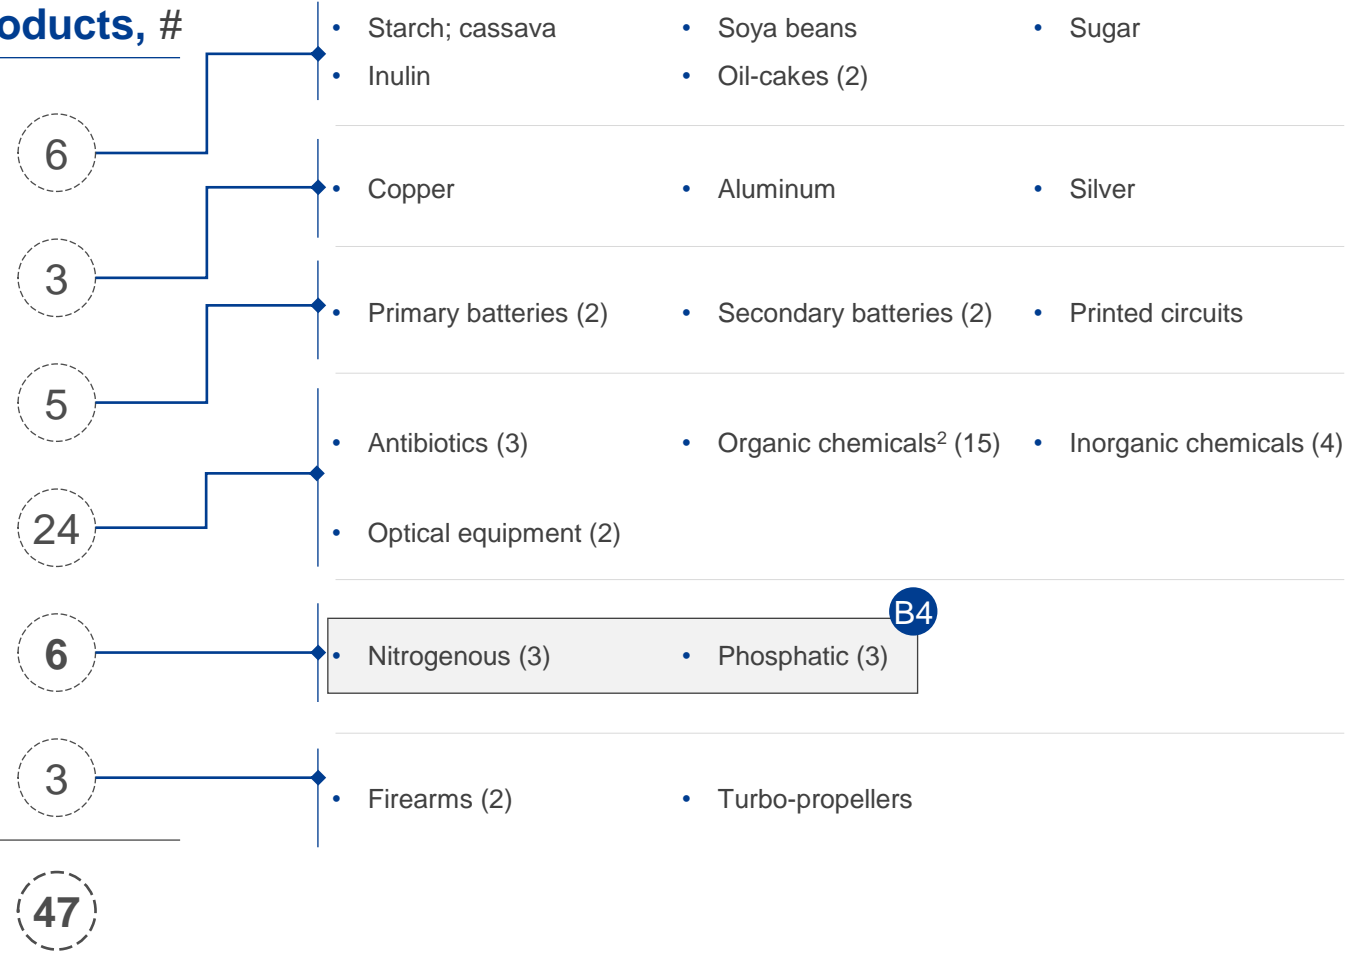 oducts, #
• Starch; cassava • Soya beans • Sugar
• Inulin • Oil-cakes (2)
6
• Copper • Aluminum • Silver
3
• Primary batteries (2) • Secondary batteries (2) • Printed circuits
5
• Antibiotics (3) • Organic chemicals² (15) • Inorganic chemicals (4)
24
• Optical equipment (2)
B4
6 • Nitrogenous (3) • Phosphatic (3)
3
• Firearms (2) • Turbo-propellers
47